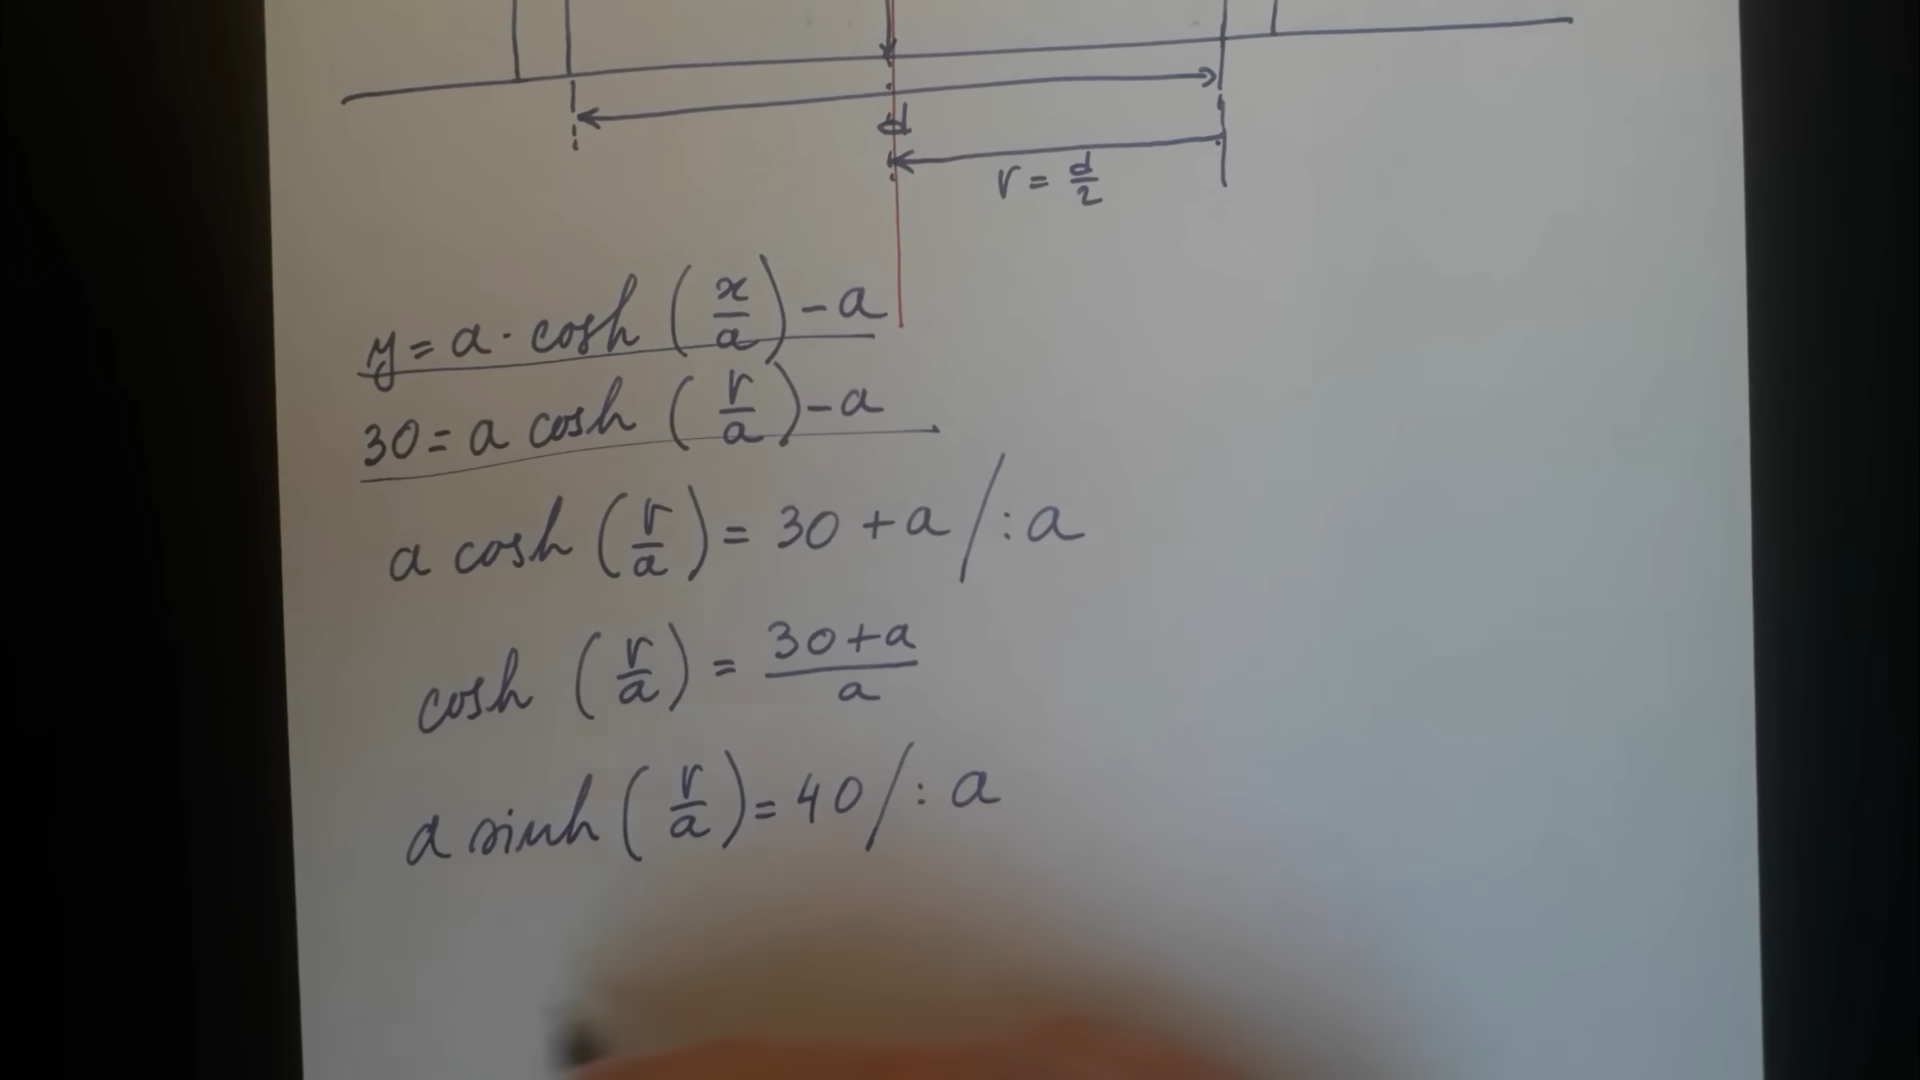 d
r = d/2
y = a · cosh (x/a) - a
30 = a cosh (r/a) - a
a cosh (r/a) = 30 + a / : a
cosh (r/a) = 30+a/a
a sinh (r/a) = 40 / : a